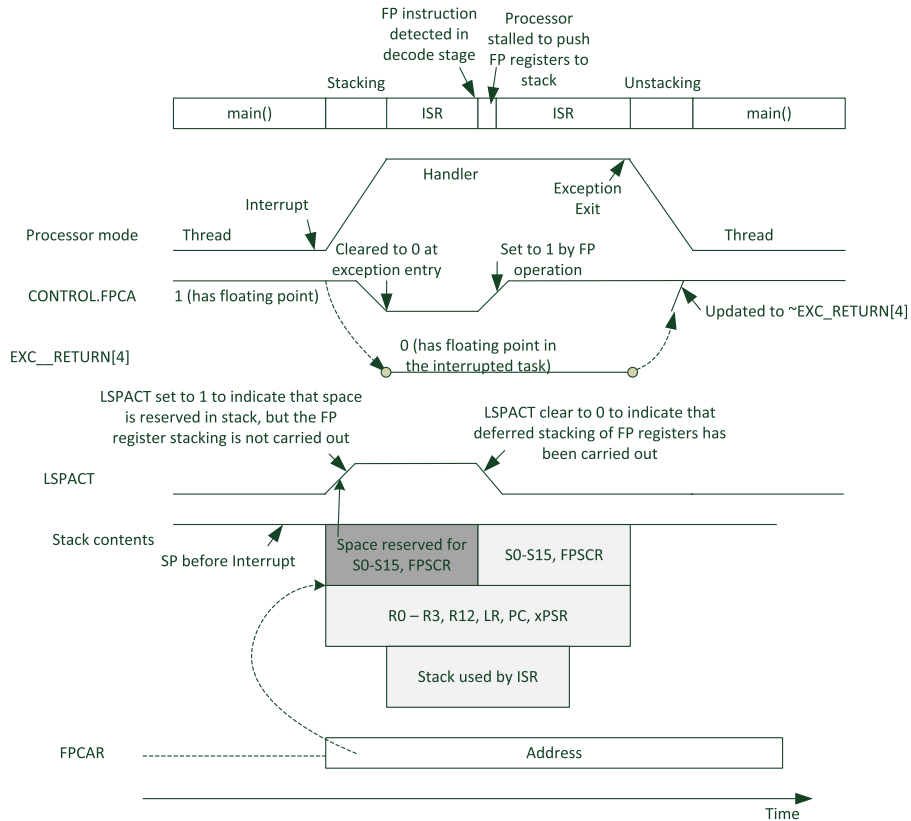 FP instruction
detected in
decode stage
Processor
stalled to push
FP registers to
stack
Stacking
Unstacking
main()
ISR
ISR
main()
Handler
Exception
Exit
Interrupt
Processor mode
Thread
Thread
Cleared to 0 at
exception entry
Set to 1 by FP
operation
CONTROL.FPCA
1 (has floating point)
Updated to ~EXC_RETURN[4]
EXC__RETURN[4]
0 (has floating point in
the interrupted task)
LSPACT set to 1 to indicate that space
is reserved in stack, but the FP
register stacking is not carried out
LSPACT clear to 0 to indicate that
deferred stacking of FP registers has
been carried out
LSPACT
Stack contents
SP before Interrupt
Space reserved for
S0-S15, FPSCR
S0-S15, FPSCR
R0 – R3, R12, LR, PC, xPSR
Stack used by ISR
FPCAR
Address
Time